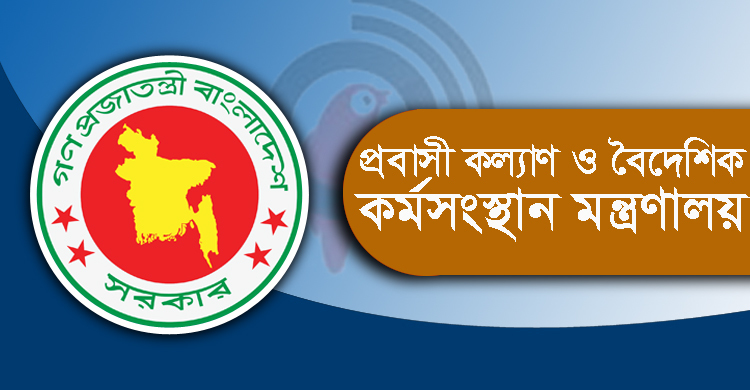 গণপ্রজাতন্ত্রী বাংলাদেশ
সরকার
প্রবাসী কল্যাণ ও বৈদেশিক
কর্মসংস্থান মন্ত্রণালয়